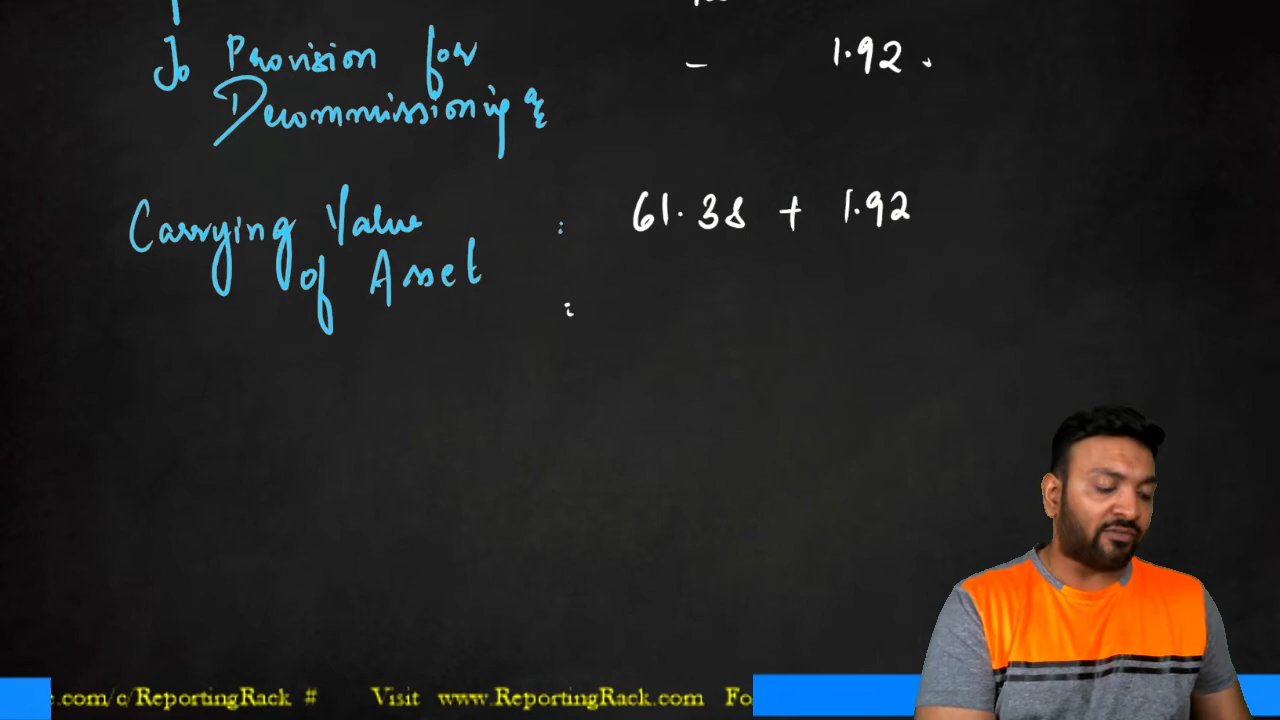 To Provision for - 1.92.
Decommissioning &
Carrying Value : 61.38 + 1.92
of Asset
:
e.com/c/ReportingRack # Visit www.ReportingRack.com Fo